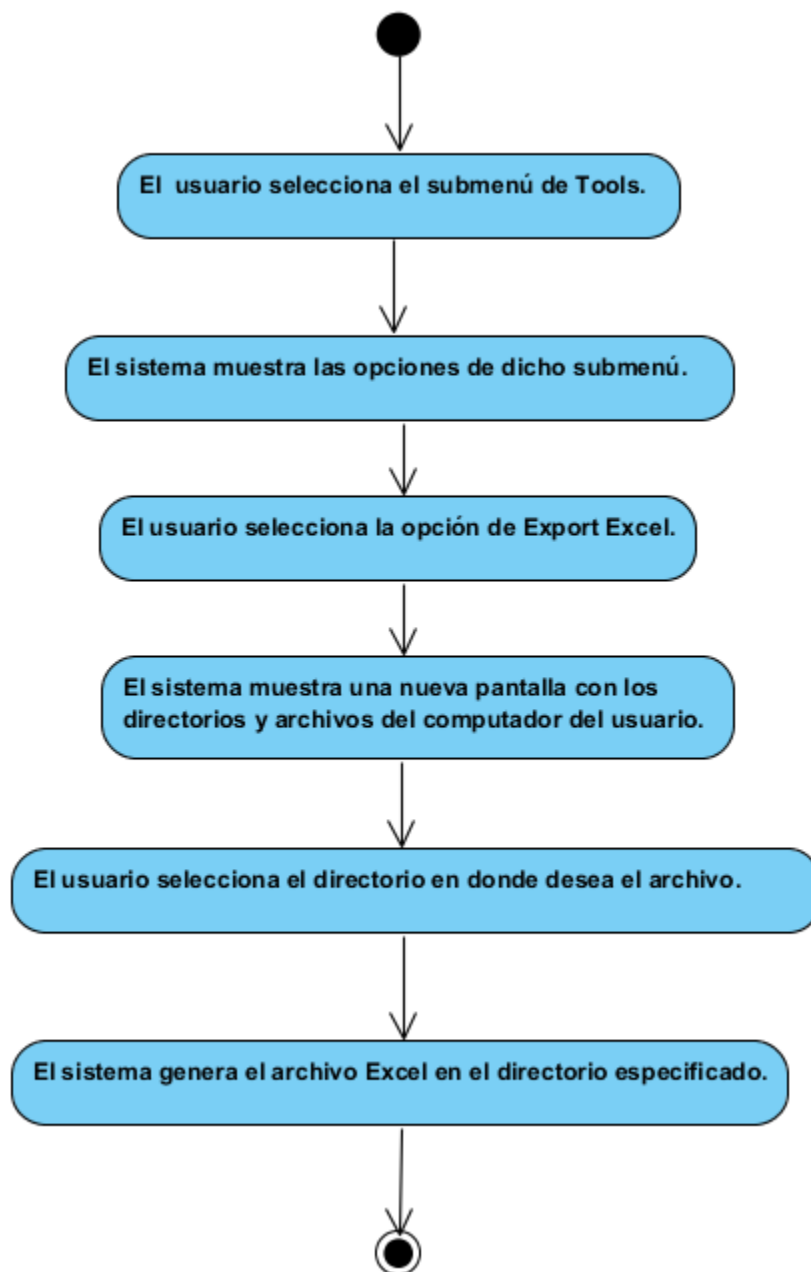 El usuario selecciona el submenú de Tools.
El sistema muestra las opciones de dicho submenú.
El usuario selecciona la opción de Export Excel.
El sistema muestra una nueva pantalla con los
directorios y archivos del computador del usuario.
El usuario selecciona el directorio en donde desea el archivo.
El sistema genera el archivo Excel en el directorio especificado.